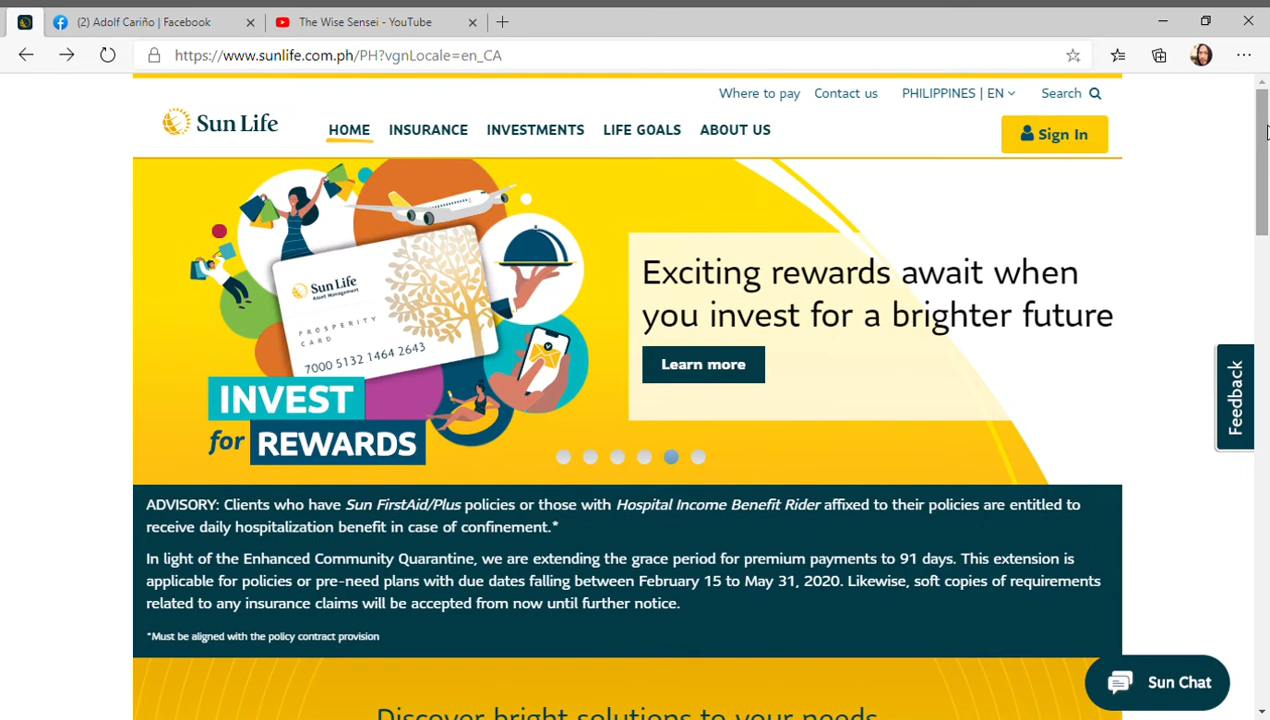 (2) Adolf Cariño | Facebook
The Wise Sensei - YouTube
https://www.sunlife.com.ph/PH?vgnLocale=en_CA
Where to pay Contact us PHILIPPINES | EN Search
Sun Life
HOME INSURANCE INVESTMENTS LIFE GOALS ABOUT US
Sign In
Sun Life
Asset Management
PROSPERITY
CARD
7000 5132 1464 2643
INVEST
for REWARDS
Exciting rewards await when
you invest for a brighter future
Learn more
Feedback
ADVISORY: Clients who have Sun FirstAid/Plus policies or those with Hospital Income Benefit Rider affixed to their policies are entitled to
receive daily hospitalization benefit in case of confinement.*
In light of the Enhanced Community Quarantine, we are extending the grace period for premium payments to 91 days. This extension is
applicable for policies or pre-need plans with due dates falling between February 15 to May 31, 2020. Likewise, soft copies of requirements
related to any insurance claims will be accepted from now until further notice.
*Must be aligned with the policy contract provision
Sun Chat
Discover bright solutions to your needs